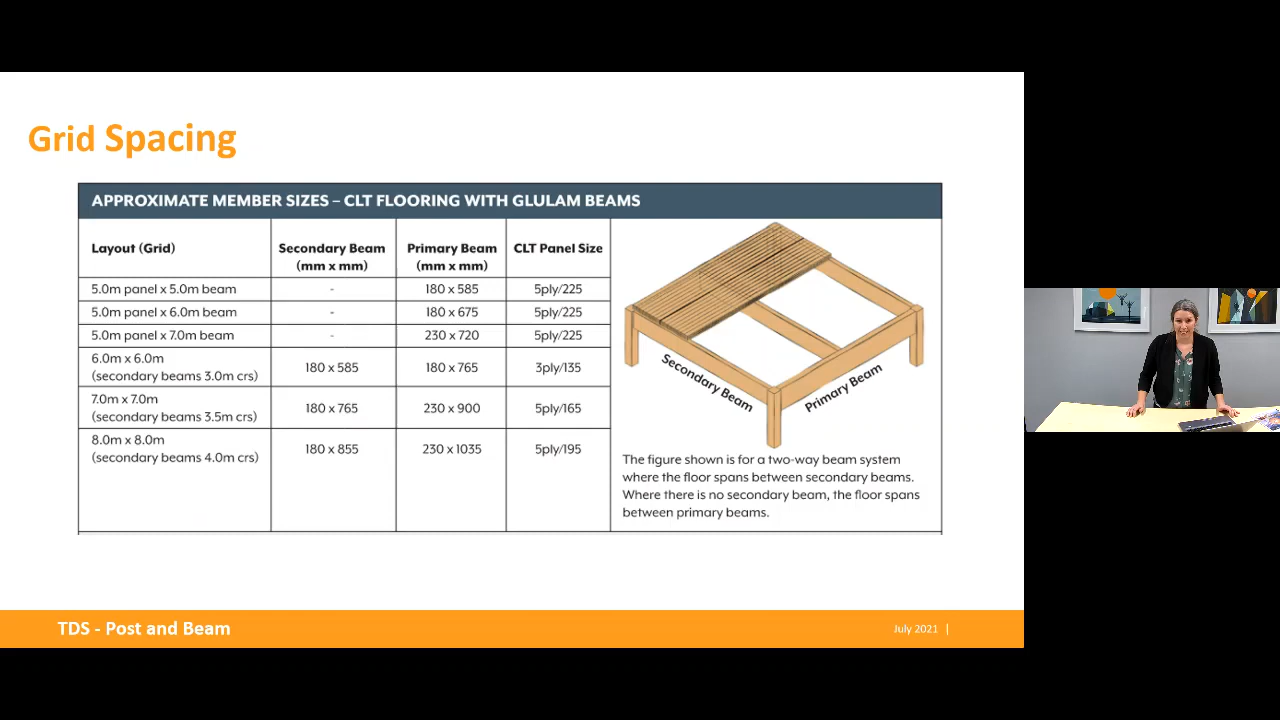 Grid Spacing
APPROXIMATE MEMBER SIZES – CLT FLOORING WITH GLULAM BEAMS
Layout (Grid) Secondary Beam (mm x mm) Primary Beam (mm x mm) CLT Panel Size
5.0m panel x 5.0m beam - 180 x 585 5ply/225
5.0m panel x 6.0m beam - 180 x 675 5ply/225
5.0m panel x 7.0m beam - 230 x 720 5ply/225
6.0m x 6.0m
(secondary beams 3.0m crs) 180 x 585 180 x 765 3ply/135
7.0m x 7.0m
(secondary beams 3.5m crs) 180 x 765 230 x 900 5ply/165
8.0m x 8.0m
(secondary beams 4.0m crs) 180 x 855 230 x 1035 5ply/195
Secondary Beam
Primary Beam
The figure shown is for a two-way beam system
where the floor spans between secondary beams.
Where there is no secondary beam, the floor spans
between primary beams.
TDS - Post and Beam
July 2021 |